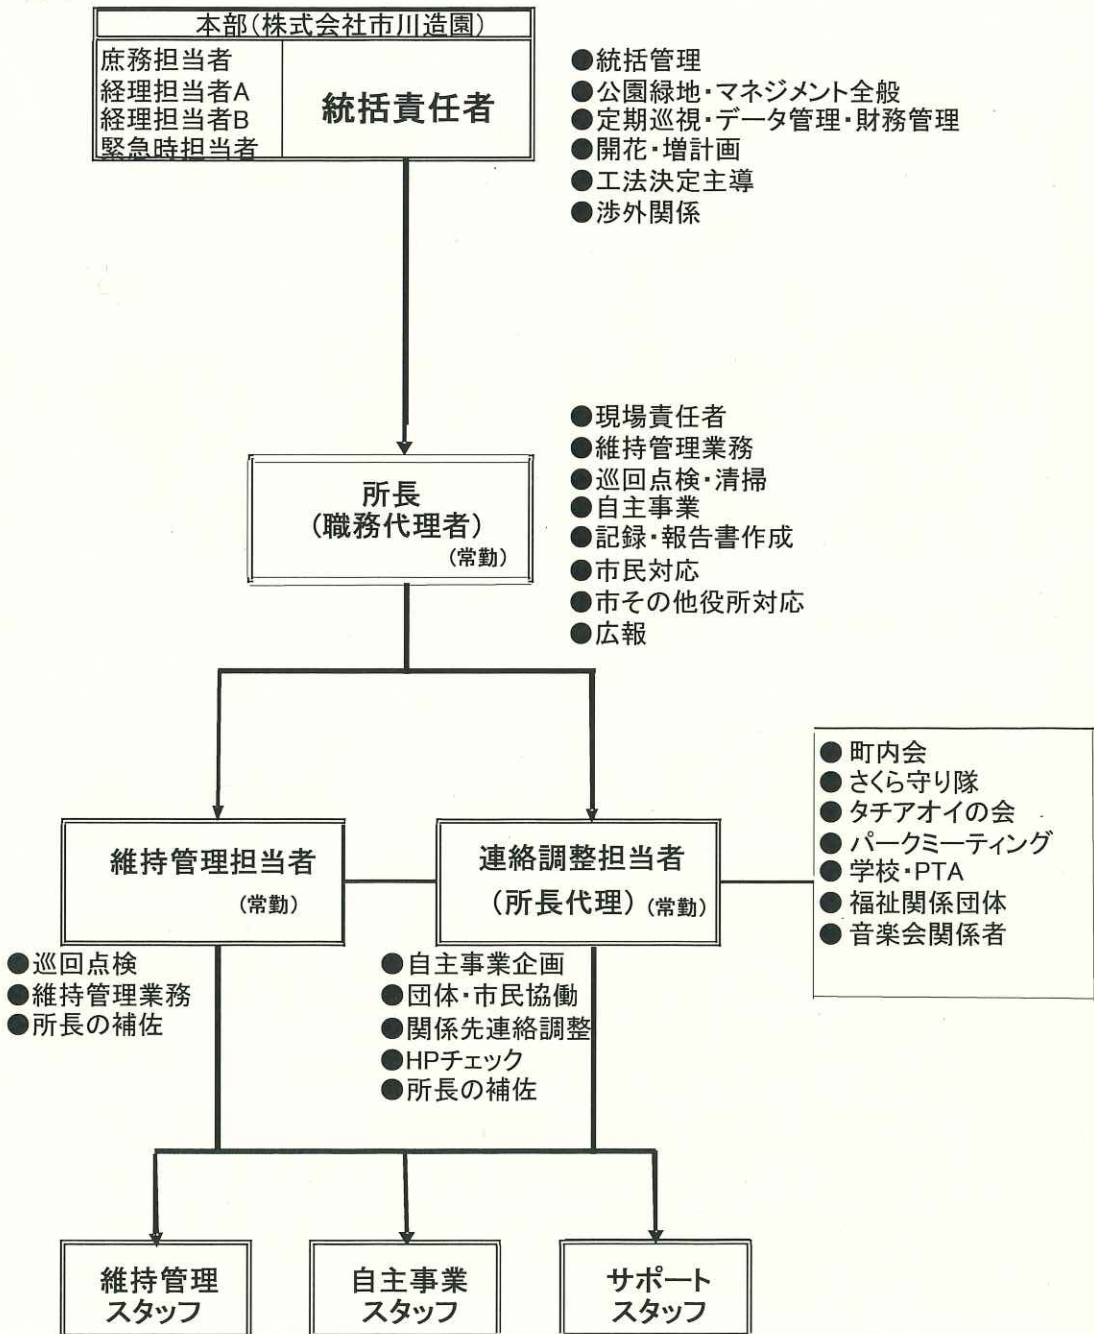 本部(株式会社市川造園)
庶務担当者
経理担当者A
経理担当者B
緊急時担当者
統括責任者
●統括管理
●公園緑地・マネジメント全般
●定期巡視・データ管理・財務管理
●開花・増計画
●工法決定主導
●渉外関係
所長
(職務代理者)
(常勤)
●現場責任者
●維持管理業務
●巡回点検・清掃
●自主事業
●記録・報告書作成
●市民対応
●市その他役所対応
●広報
維持管理担当者
(常勤)
連絡調整担当者
(所長代理)(常勤)
●町内会
●さくら守り隊
●タチアオイの会
●パークミーティング
●学校・PTA
●福祉関係団体
●音楽会関係者
●巡回点検
●維持管理業務
●所長の補佐
●自主事業企画
●団体・市民協働
●関係先連絡調整
●HPチェック
●所長の補佐
維持管理
スタッフ
自主事業
スタッフ
サポート
スタッフ